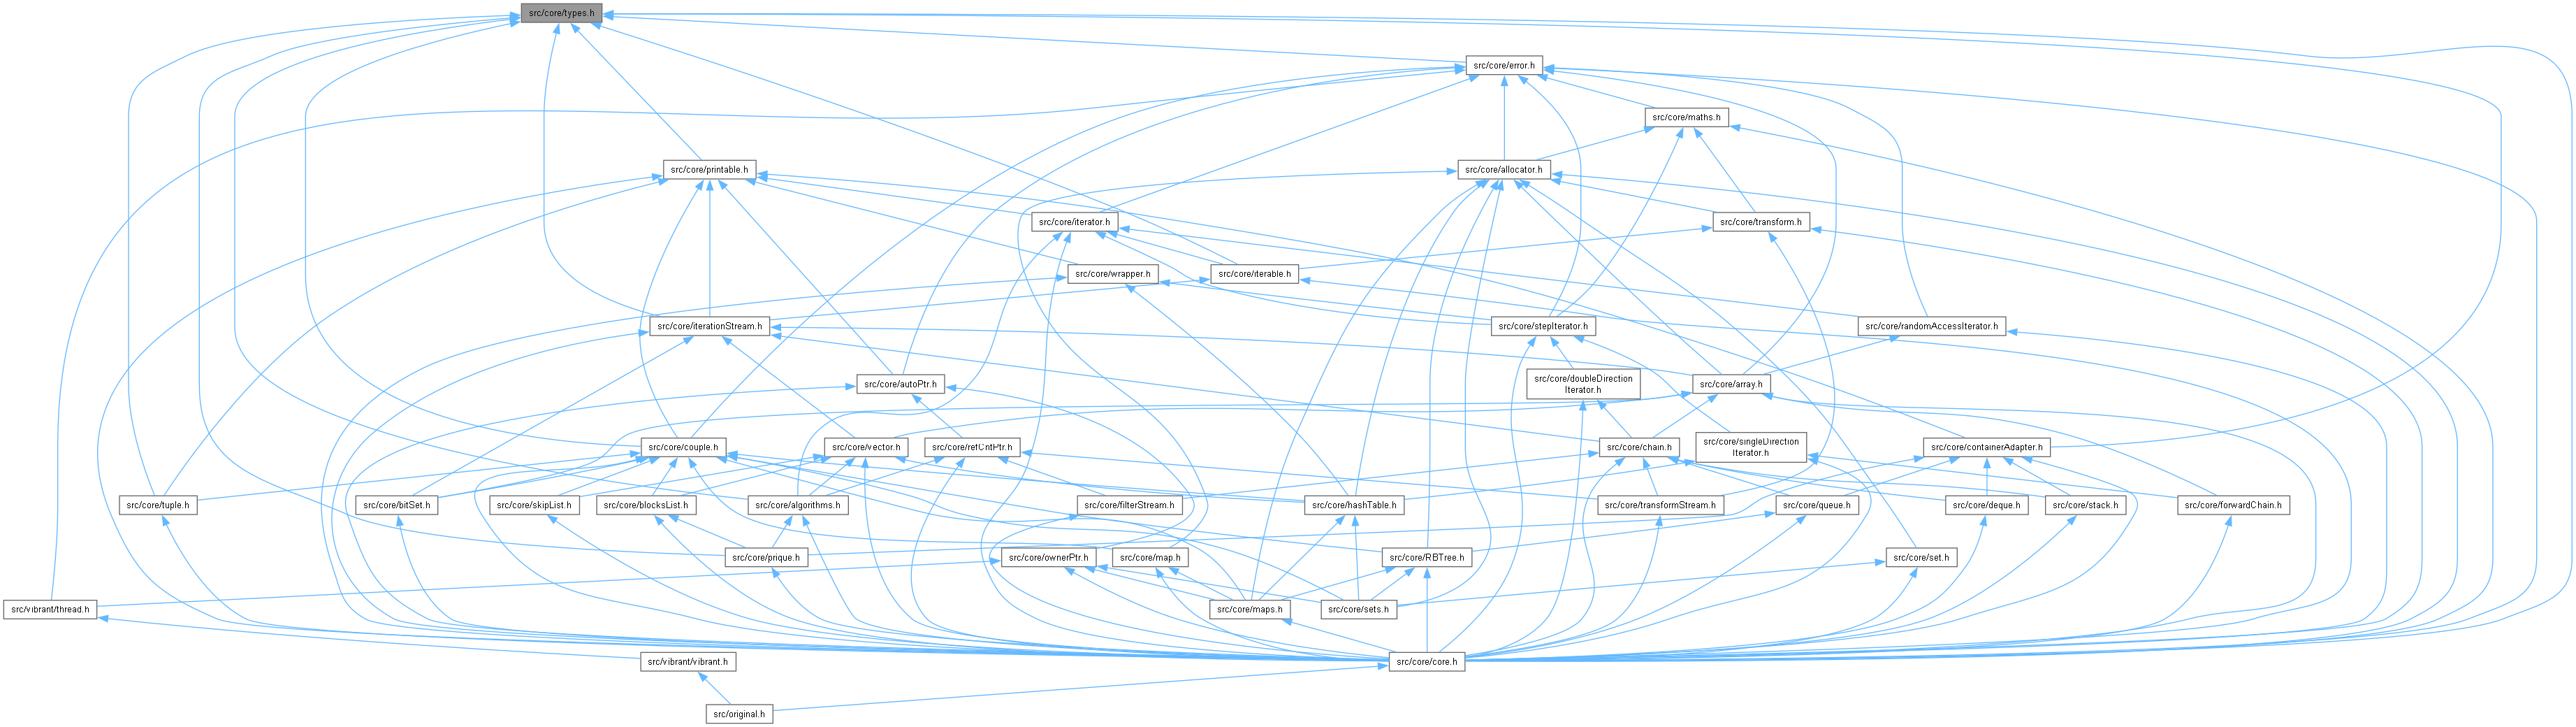 src/core/types.h
src/core/error.h
src/core/maths.h
src/core/printable.h
src/core/allocator.h
src/core/iterator.h
src/core/transform.h
src/core/wrapper.h
src/core/iterable.h
src/core/iterationStream.h
src/core/stepIterator.h
src/core/randomAccessIterator.h
src/core/autoPtr.h
src/core/doubleDirection
Iterator.h
src/core/array.h
src/core/couple.h
src/core/vector.h
src/core/refCntPtr.h
src/core/chain.h
src/core/singleDirection
Iterator.h
src/core/containerAdapter.h
src/core/tuple.h
src/core/bitSet.h
src/core/skipList.h
src/core/blocksList.h
src/core/algorithms.h
src/core/filterStream.h
src/core/hashTable.h
src/core/transformStream.h
src/core/queue.h
src/core/deque.h
src/core/stack.h
src/core/forwardChain.h
src/core/prique.h
src/core/ownerPtr.h
src/core/map.h
src/core/RBTree.h
src/core/set.h
src/vibrant/thread.h
src/core/maps.h
src/core/sets.h
src/vibrant/vibrant.h
src/core/core.h
src/original.h